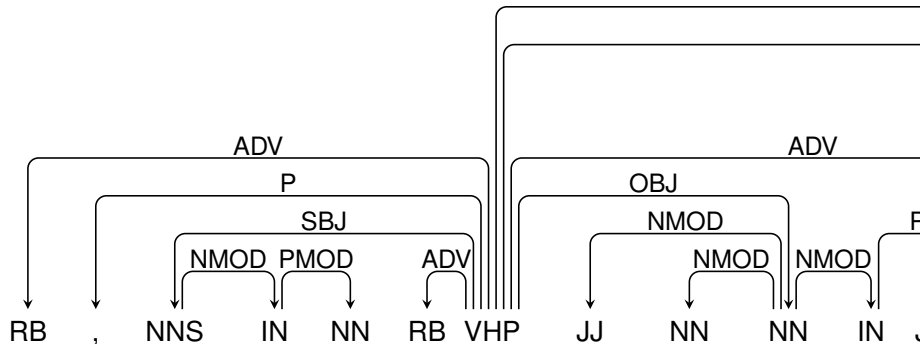 ADV ADV
P OBJ
SBJ NMOD
NMOD PMOD ADV NMOD NMOD
RB , NNS IN NN RB VHP JJ NN NN IN